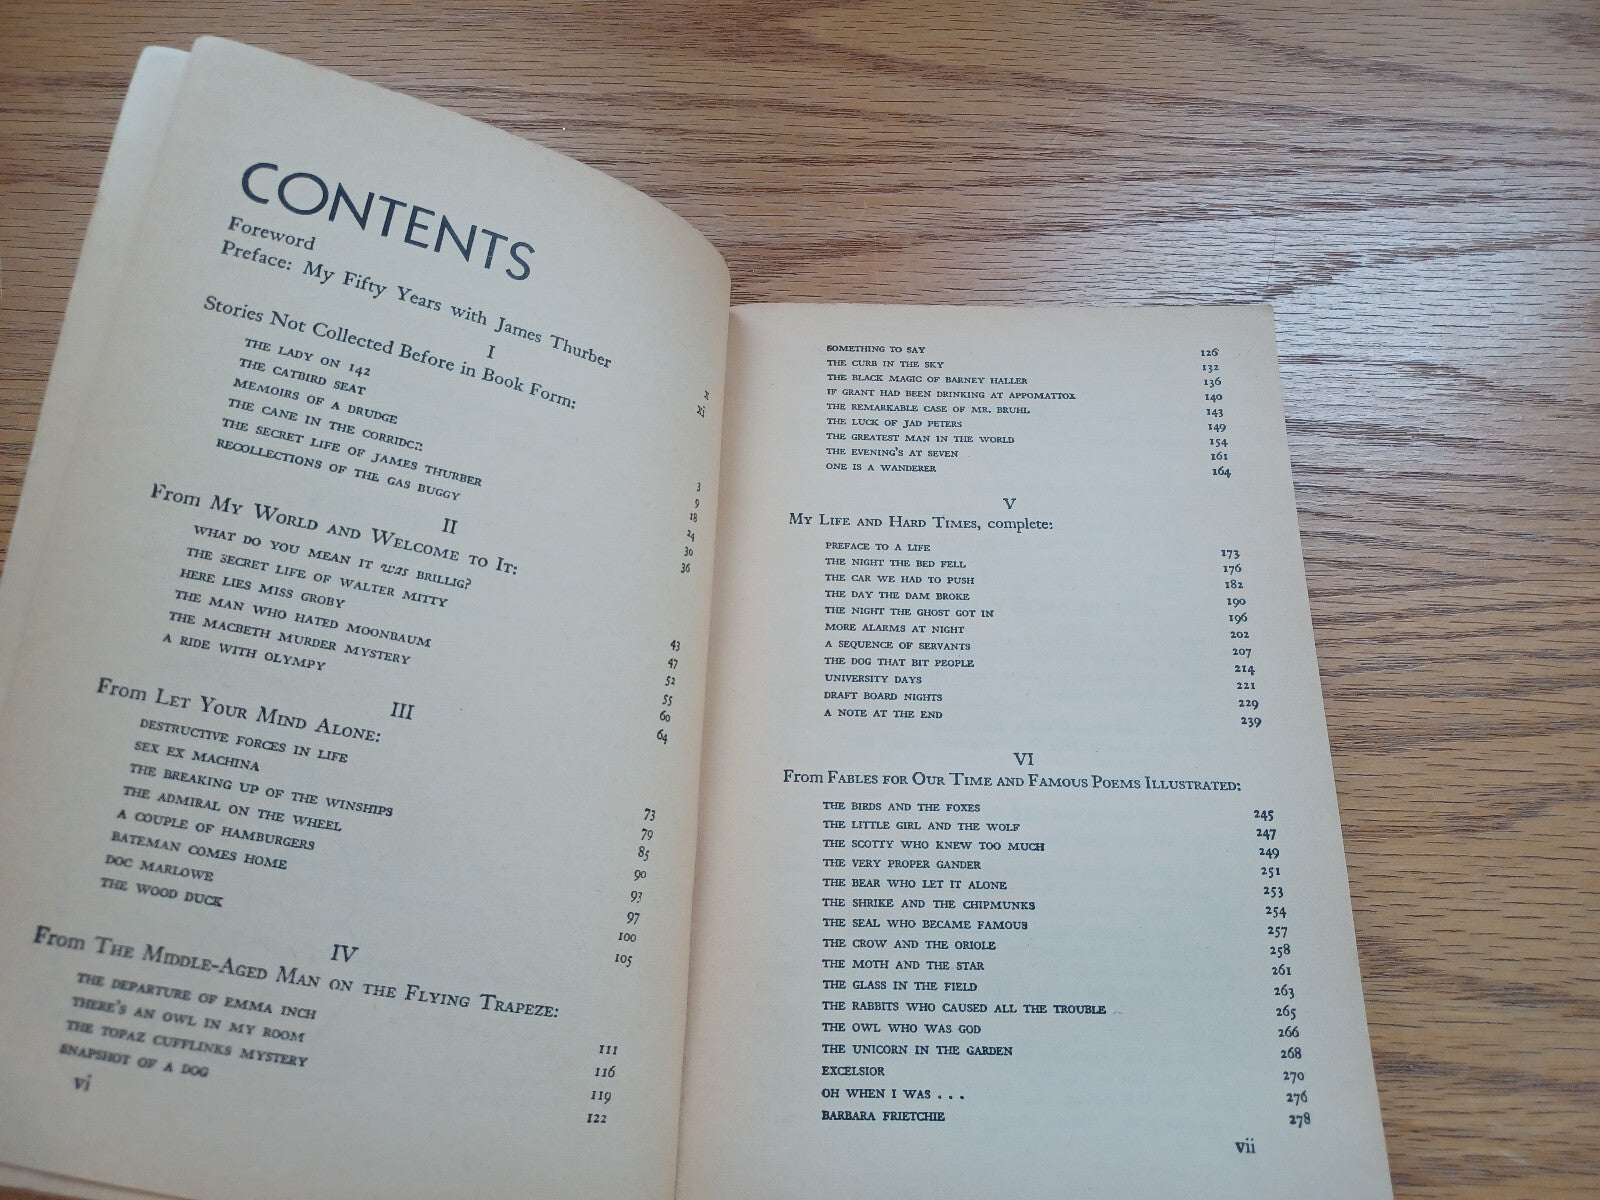 CONTENTS
Foreword x
Preface: My Fifty Years with James Thurber xi
I
Stories Not Collected Before in Book Form:
THE LADY ON 142 3
THE CATBIRD SEAT 9
MEMOIRS OF A DRUDGE 18
THE CANE IN THE CORRIDOR 24
THE SECRET LIFE OF JAMES THURBER 30
RECOLLECTIONS OF THE GAS BUGGY 36
II
From MY WORLD AND WELCOME TO IT:
WHAT DO YOU MEAN IT was BRILLIG? 43
THE SECRET LIFE OF WALTER MITTY 47
HERE LIES MISS GROBY 52
THE MAN WHO HATED MOONBAUM 55
THE MACBETH MURDER MYSTERY 60
A RIDE WITH OLYMPY 64
III
From LET YOUR MIND ALONE:
DESTRUCTIVE FORCES IN LIFE 73
SEX EX MACHINA 79
THE BREAKING UP OF THE WINSHIPS 85
THE ADMIRAL ON THE WHEEL 90
A COUPLE OF HAMBURGERS 93
BATEMAN COMES HOME 97
DOC MARLOWE 100
THE WOOD DUCK 105
IV
From THE MIDDLE-AGED MAN ON THE FLYING TRAPEZE:
THE DEPARTURE OF EMMA INCH 111
THERE'S AN OWL IN MY ROOM 116
THE TOPAZ CUFFLINKS MYSTERY 119
SNAPSHOT OF A DOG 122
vi
SOMETHING TO SAY 126
THE CURB IN THE SKY 132
THE BLACK MAGIC OF BARNEY HALLER 136
IF GRANT HAD BEEN DRINKING AT APPOMATTOX 140
THE REMARKABLE CASE OF MR. BRUHL 143
THE LUCK OF JAD PETERS 149
THE GREATEST MAN IN THE WORLD 154
THE EVENING'S AT SEVEN 161
ONE IS A WANDERER 164
V
MY LIFE AND HARD TIMES, complete:
PREFACE TO A LIFE 173
THE NIGHT THE BED FELL 176
THE CAR WE HAD TO PUSH 182
THE DAY THE DAM BROKE 190
THE NIGHT THE GHOST GOT IN 196
MORE ALARMS AT NIGHT 202
A SEQUENCE OF SERVANTS 207
THE DOG THAT BIT PEOPLE 214
UNIVERSITY DAYS 221
DRAFT BOARD NIGHTS 229
A NOTE AT THE END 239
VI
From FABLES FOR OUR TIME AND FAMOUS POEMS ILLUSTRATED:
THE BIRDS AND THE FOXES 245
THE LITTLE GIRL AND THE WOLF 247
THE SCOTTY WHO KNEW TOO MUCH 249
THE VERY PROPER GANDER 251
THE BEAR WHO LET IT ALONE 253
THE SHRIKE AND THE CHIPMUNKS 254
THE SEAL WHO BECAME FAMOUS 257
THE CROW AND THE ORIOLE 258
THE MOTH AND THE STAR 261
THE GLASS IN THE FIELD 263
THE RABBITS WHO CAUSED ALL THE TROUBLE 265
THE OWL WHO WAS GOD 266
THE UNICORN IN THE GARDEN 268
EXCELSIOR 270
OH WHEN I WAS . . . 276
BARBARA FRIETCHIE 278
vii